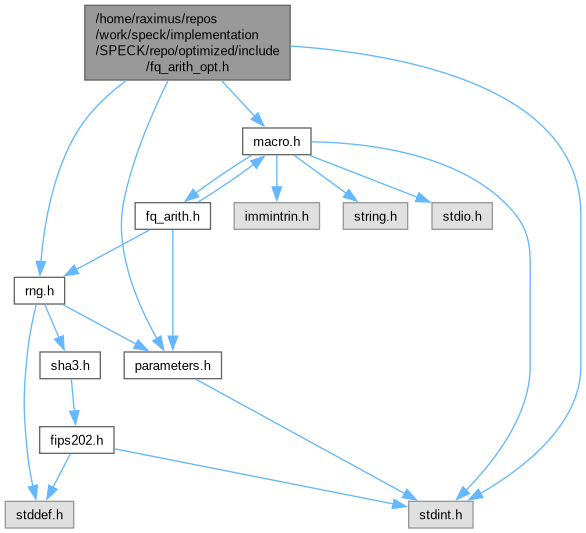 /home/raximus/repos
/work/speck/implementation
/SPECK/repo/optimized/include
/fq_arith_opt.h
macro.h
fq_arith.h
immintrin.h
string.h
stdio.h
rng.h
sha3.h
parameters.h
fips202.h
stddef.h
stdint.h